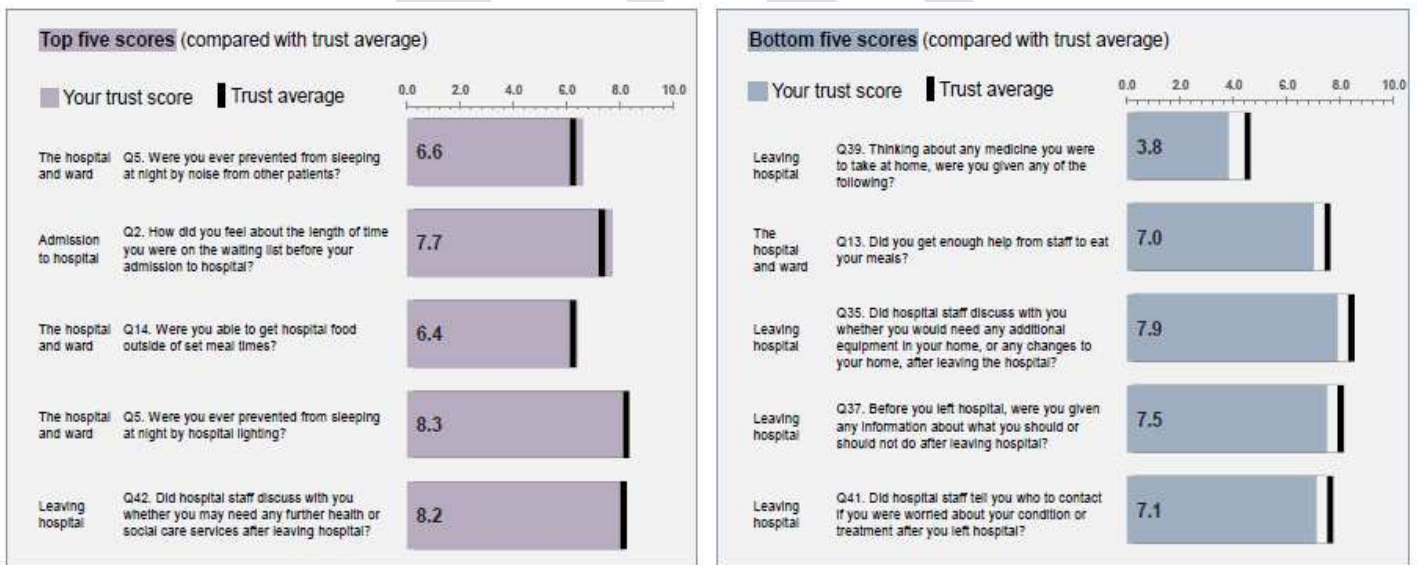 Top five scores (compared with trust average)
Your trust score Trust average
0.0 2.0 4.0 6.0 8.0 10.0
The hospital
and ward
Q5. Were you ever prevented from sleeping
at night by noise from other patients?
6.6
Admission
to hospital
Q2. How did you feel about the length of time
you were on the waiting list before your
admission to hospital?
7.7
The hospital
and ward
Q14. Were you able to get hospital food
outside of set meal times?
6.4
The hospital
and ward
Q5. Were you ever prevented from sleeping
at night by hospital lighting?
8.3
Leaving
hospital
Q42. Did hospital staff discuss with you
whether you may need any further health or
social care services after leaving hospital?
8.2
Bottom five scores (compared with trust average)
Your trust score Trust average
0.0 2.0 4.0 6.0 8.0 10.0
Leaving
hospital
Q39. Thinking about any medicine you were
to take at home, were you given any of the
following?
3.8
The
hospital
and ward
Q13. Did you get enough help from staff to eat
your meals?
7.0
Leaving
hospital
Q35. Did hospital staff discuss with you
whether you would need any additional
equipment in your home, or any changes to
your home, after leaving the hospital?
7.9
Leaving
hospital
Q37. Before you left hospital, were you given
any information about what you should or
should not do after leaving hospital?
7.5
Leaving
hospital
Q41. Did hospital staff tell you who to contact
if you were worried about your condition or
treatment after you left hospital?
7.1